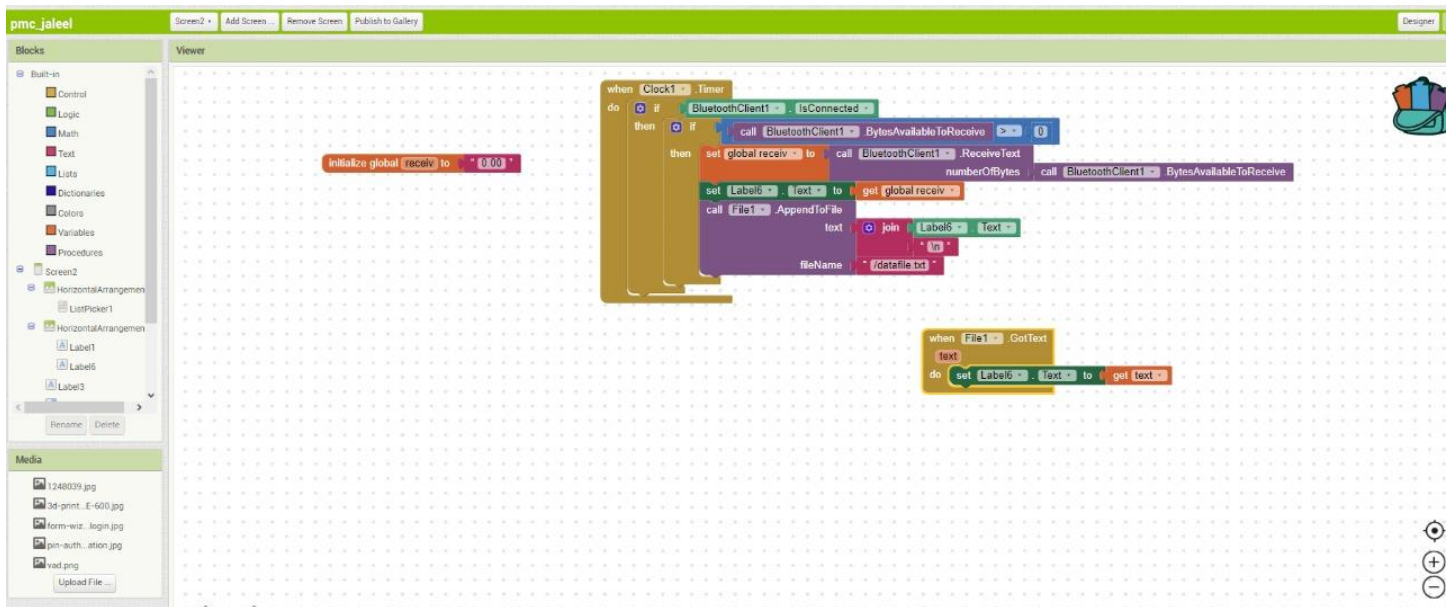 pmc_jaleel
Screen2
Add Screen ...
Remove Screen
Publish to Gallery
Designer
Blocks
Viewer
Built-in
Control
Logic
Math
Text
Lists
Dictionaries
Colors
Variables
Procedures
Screen2
HorizontalArrangemen
ListPicker1
HorizontalArrangemen
Label1
Label6
Label3
Rename Delete
Media
1248039.jpg
3d-print...E-600.jpg
form-wiz...login.jpg
pin-auth...ation.jpg
vad.png
Upload File ...
initialize global receiv to " 0.00 "
when Clock1 .Timer
do if BluetoothClient1 . IsConnected
then if call BluetoothClient1 .BytesAvailableToReceive > 0
then set global receiv to call BluetoothClient1 .ReceiveText
numberOfBytes call BluetoothClient1 .BytesAvailableToReceive
set Label6 . Text to get global receiv
call File1 .AppendToFile
text join Label6 . Text
" \n "
fileName " /datafile.txt "
when File1 .GotText
text
do set Label6 . Text to get text